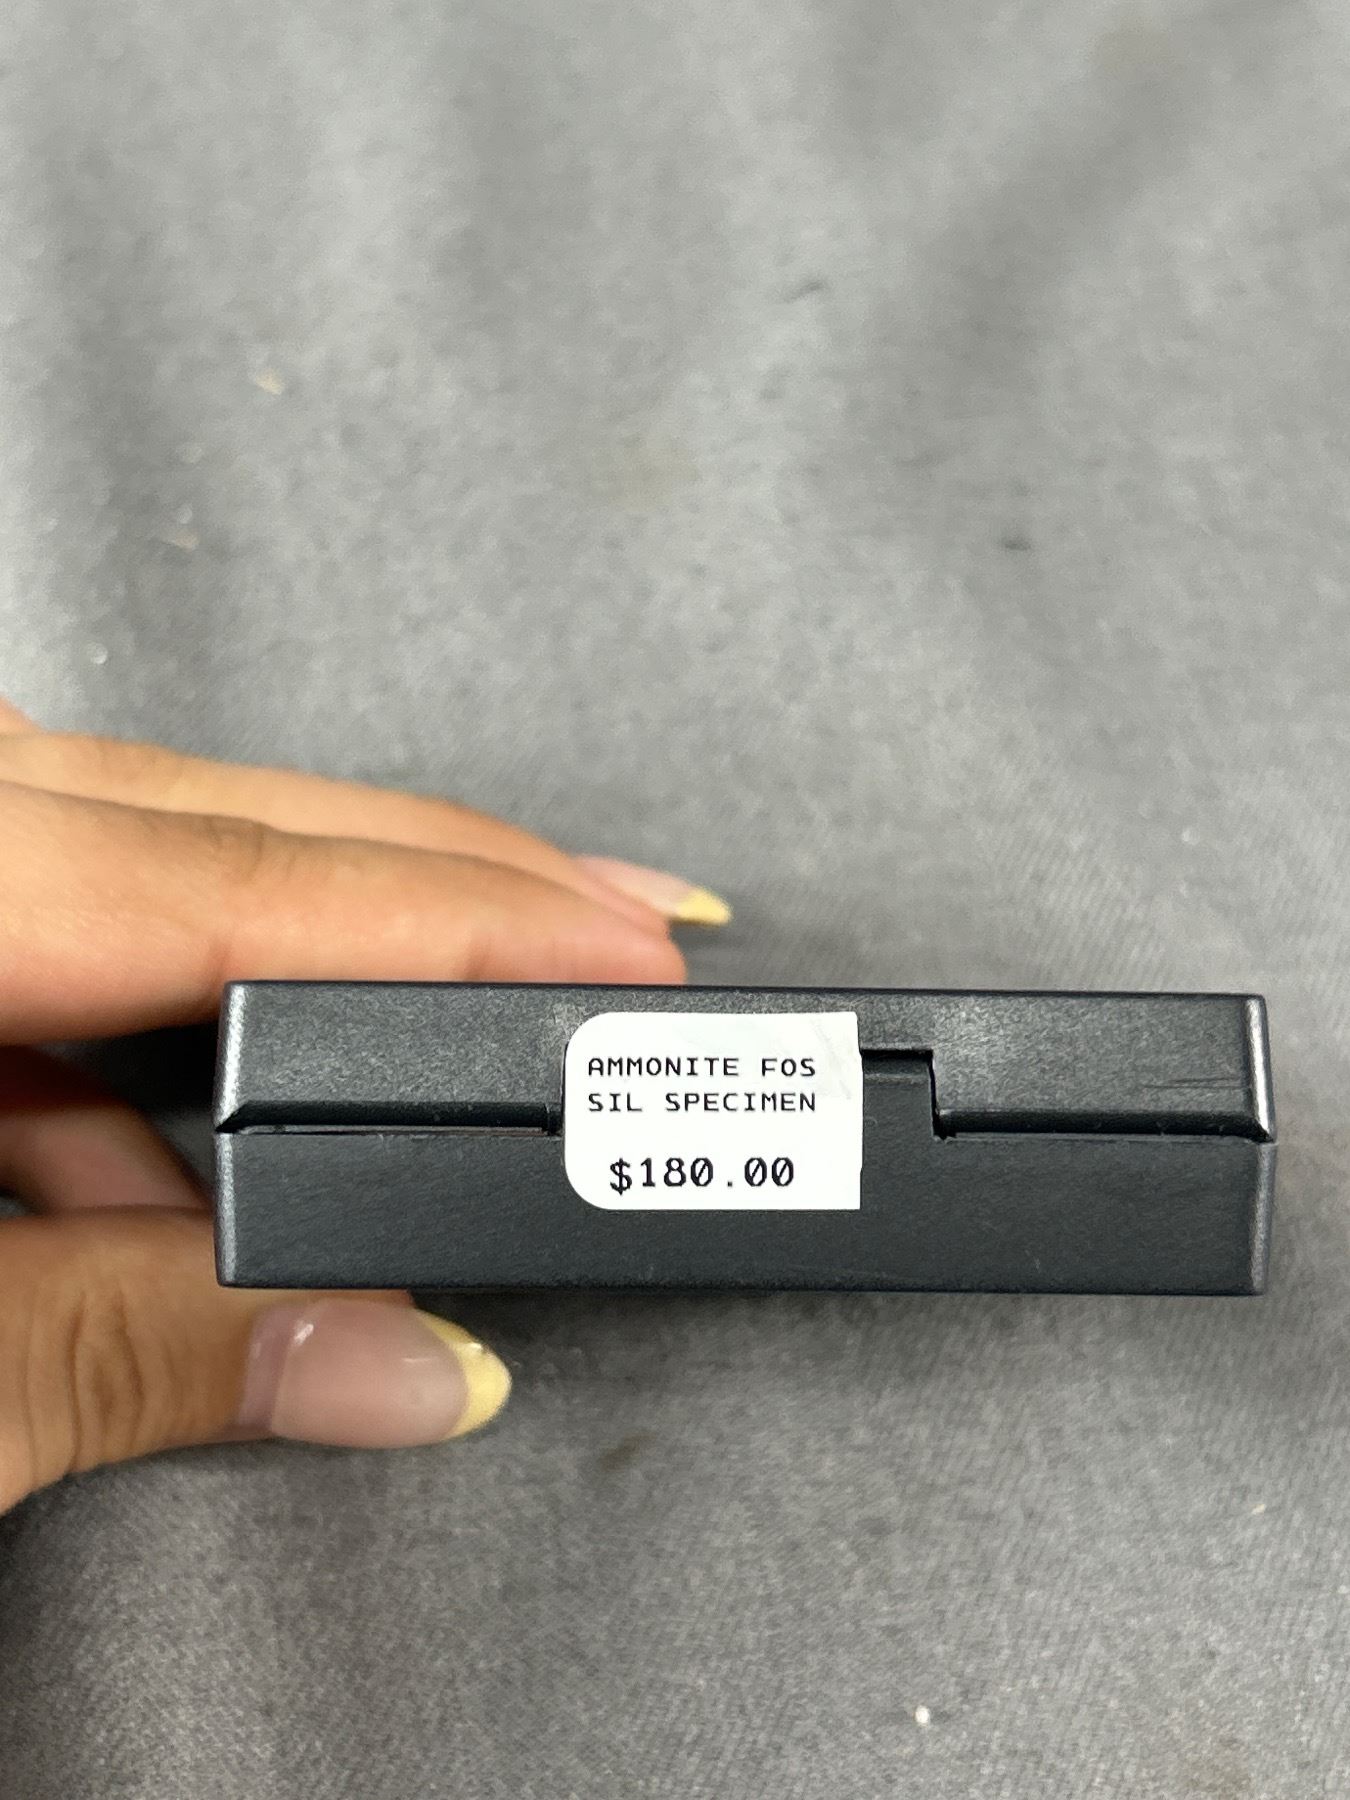 AMMONITE FOS
SIL SPECIMEN
$180.00